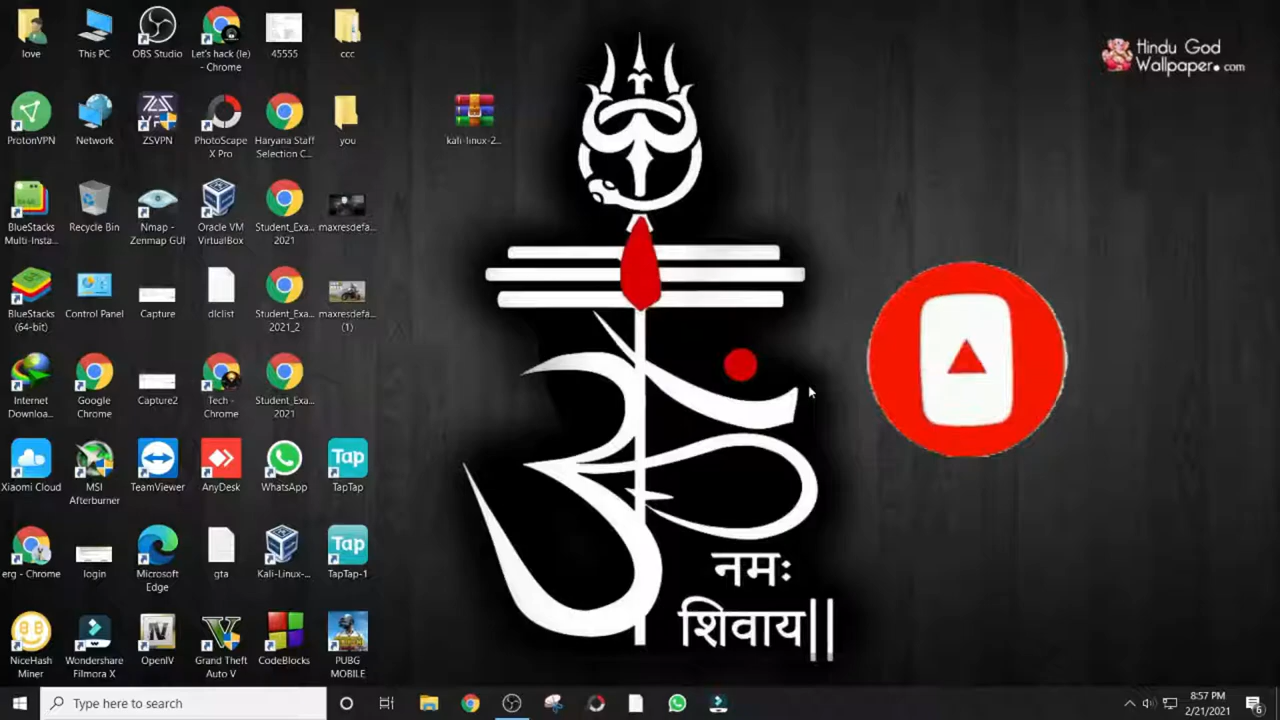 love
This PC
OBS Studio
Let's hack (le)
- Chrome
45555
ccc
ProtonVPN
Network
ZSVPN
PhotoScape
X Pro
Haryana Staff
Selection C...
you
kali-linux-2...
BlueStacks
Multi-Insta...
Recycle Bin
Nmap -
Zenmap GUI
Oracle VM
VirtualBox
Student_Exa...
2021
maxresdefa...
BlueStacks
(64-bit)
Control Panel
Capture
dlclist
Student_Exa...
2021_2
maxresdefa...
(1)
Internet
Downloa...
Google
Chrome
Capture2
Tech -
Chrome
Student_Exa...
2021
Xiaomi Cloud
MSI
Afterburner
TeamViewer
AnyDesk
WhatsApp
Tap
TapTap
erg - Chrome
login
Microsoft
Edge
gta
Kali-Linux-...
Tap
TapTap-1
NiceHash
Miner
Wondershare
Filmora X
OpenIV
Grand Theft
Auto V
CodeBlocks
PUBG
MOBILE
Hindu God
Wallpaper.com
ॐ
नमः
शिवाय||
Type here to search
8:57 PM
2/21/2021
6